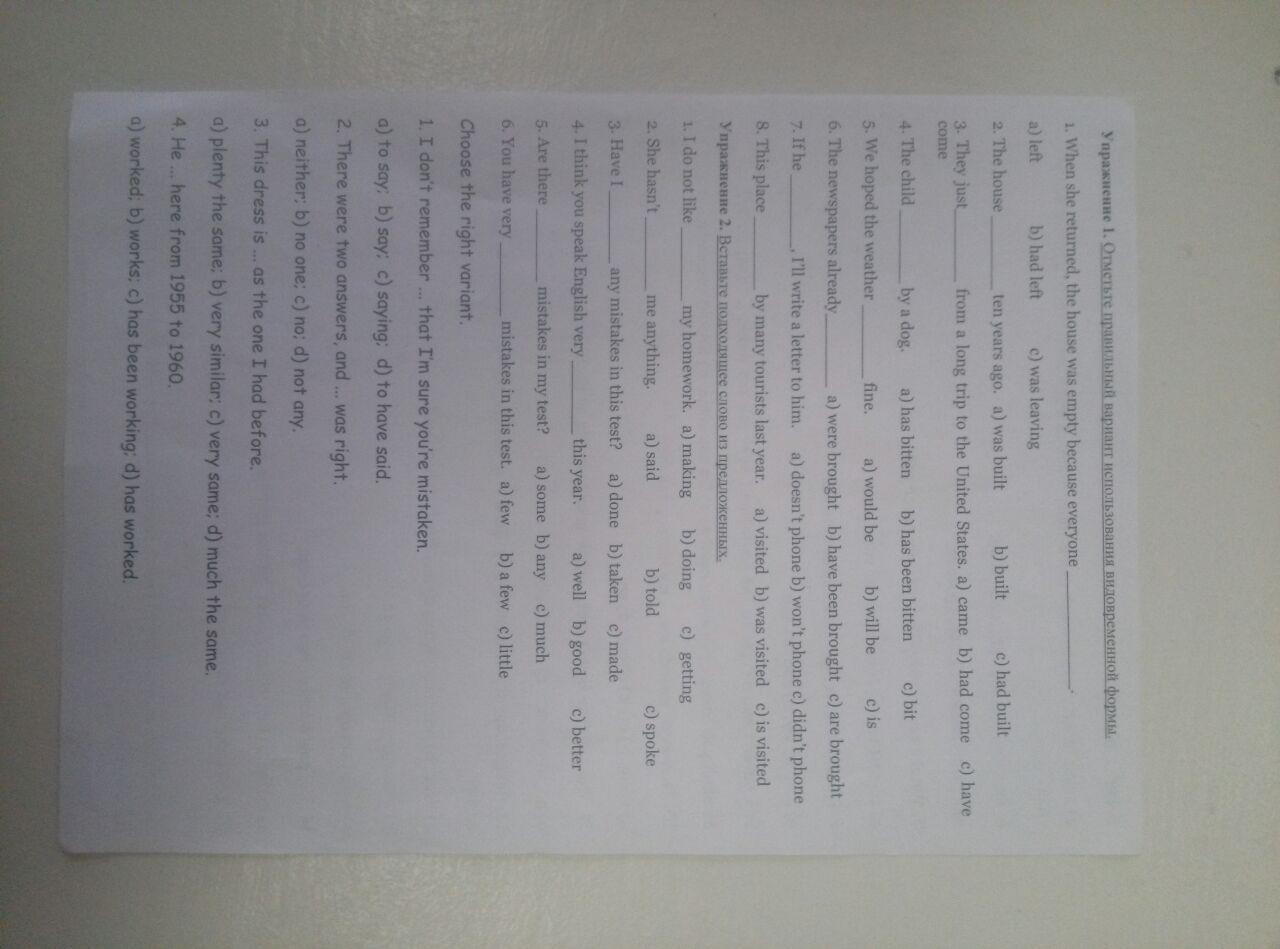 Упражнение 1. Отметьте правильный вариант использования видовременной формы.
1. When she returned, the house was empty because everyone ______________.
a) left b) had left c) was leaving
2. The house ________ ten years ago. a) was built b) built c) had built
3. They just________ from a long trip to the United States. a) came b) had come c) have
come
4. The child ________ by a dog. a) has bitten b) has been bitten c) bit
5. We hoped the weather ________ fine. a) would be b) will be c) is
6. The newspapers already________ a) were brought b) have been brought c) are brought
7. If he ________, I'll write a letter to him. a) doesn't phone b) won't phone c) didn't phone
8. This place ________ by many tourists last year. a) visited b) was visited c) is visited
Упражнение 2. Вставьте подходящее слово из предложенных.
1. I do not like ________ my homework. a) making b) doing c) getting
2. She hasn't________ me anything. a) said b) told c) spoke
3. Have I ________ any mistakes in this test? a) done b) taken c) made
4. I think you speak English very ________ this year. a) well b) good c) better
5. Are there ________ mistakes in my test? a) some b) any c) much
6. You have very ________ mistakes in this test. a) few b) a few c) little
Choose the right variant.
1. I don't remember ... that I'm sure you're mistaken.
a) to say; b) say; c) saying; d) to have said.
2. There were two answers, and ... was right.
a) neither; b) no one; c) no; d) not any.
3. This dress is ... as the one I had before.
a) plenty the same; b) very similar; c) very same; d) much the same.
4. He ... here from 1955 to 1960.
a) worked; b) works; c) has been working; d) has worked.